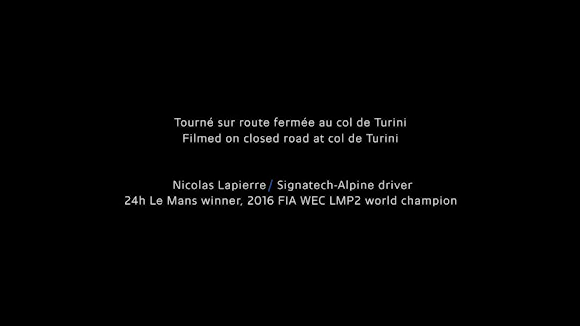 Tourné sur route fermée au col de Turini
Filmed on closed road at col de Turini
Nicolas Lapierre / Signatech-Alpine driver
24h Le Mans winner, 2016 FIA WEC LMP2 world champion